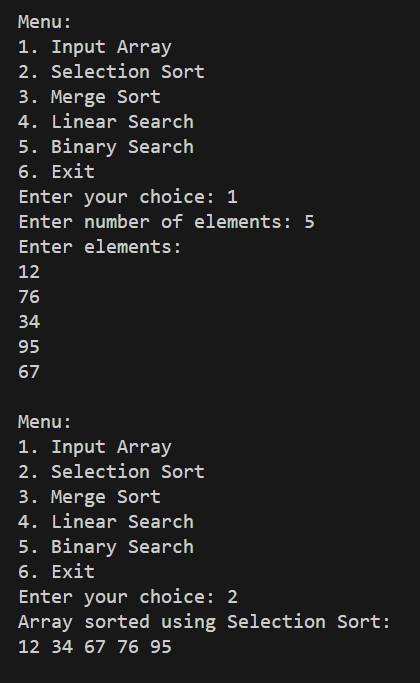 Menu:
1. Input Array
2. Selection Sort
3. Merge Sort
4. Linear Search
5. Binary Search
6. Exit
Enter your choice: 1
Enter number of elements: 5
Enter elements:
12
76
34
95
67
Menu:
1. Input Array
2. Selection Sort
3. Merge Sort
4. Linear Search
5. Binary Search
6. Exit
Enter your choice: 2
Array sorted using Selection Sort:
12 34 67 76 95